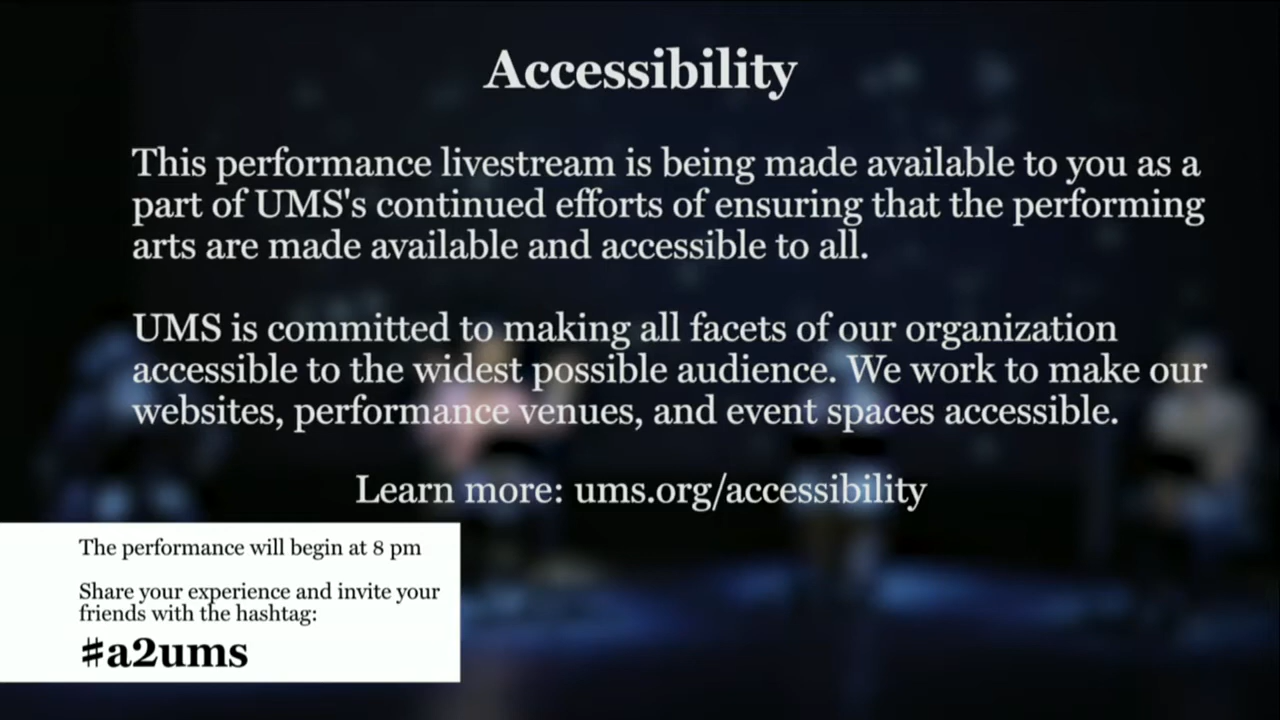 Accessibility
This performance livestream is being made available to you as a
part of UMS's continued efforts of ensuring that the performing
arts are made available and accessible to all.
UMS is committed to making all facets of our organization
accessible to the widest possible audience. We work to make our
websites, performance venues, and event spaces accessible.
Learn more: ums.org/accessibility
The performance will begin at 8 pm
Share your experience and invite your
friends with the hashtag:
#a2ums